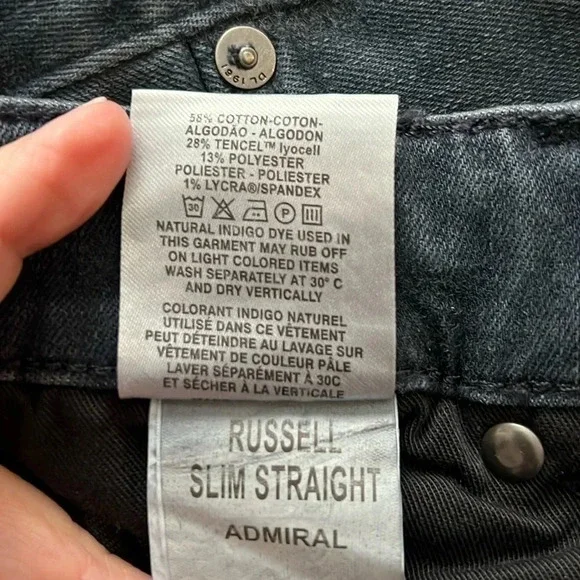 DL1961
58% COTTON-COTON-
ALGODÃO - ALGODON
28% TENCEL™ lyocell
13% POLYESTER
POLIESTER - POLIESTER
1% LYCRA®/SPANDEX
30 P
NATURAL INDIGO DYE USED IN
THIS GARMENT MAY RUB OFF
ON LIGHT COLORED ITEMS
WASH SEPARATELY AT 30° C
AND DRY VERTICALLY
COLORANT INDIGO NATUREL
UTILISÉ DANS CE VÊTEMENT
PEUT DÉTEINDRE AU LAVAGE SUR
VÊTEMENT DE COULEUR PÂLE
LAVER SÉPARÉMENT À 30C
ET SÉCHER À LA VERTICALE
RUSSELL
SLIM STRAIGHT
ADMIRAL